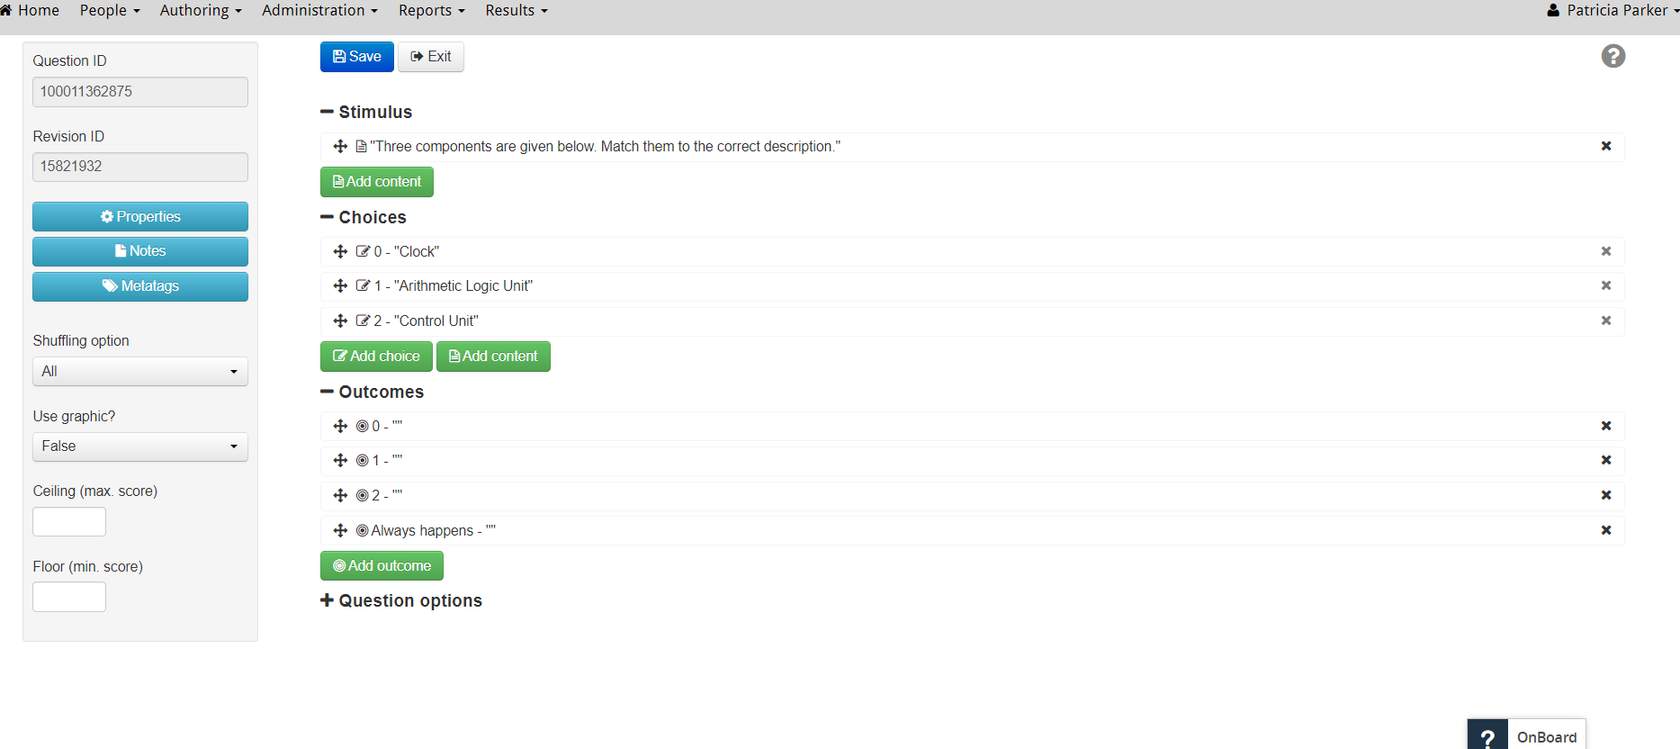 Home People Authoring Administration Reports Results Patricia Parker
Question ID
100011362875
Revision ID
15821932
Properties
Notes
Metatags
Shuffling option
All
Use graphic?
False
Ceiling (max. score)
Floor (min. score)
Save Exit
?
Stimulus
"Three components are given below. Match them to the correct description."
Add content
Choices
0 - "Clock"
1 - "Arithmetic Logic Unit"
2 - "Control Unit"
Add choice Add content
Outcomes
0 - ""
1 - ""
2 - ""
Always happens - ""
Add outcome
Question options
? OnBoard